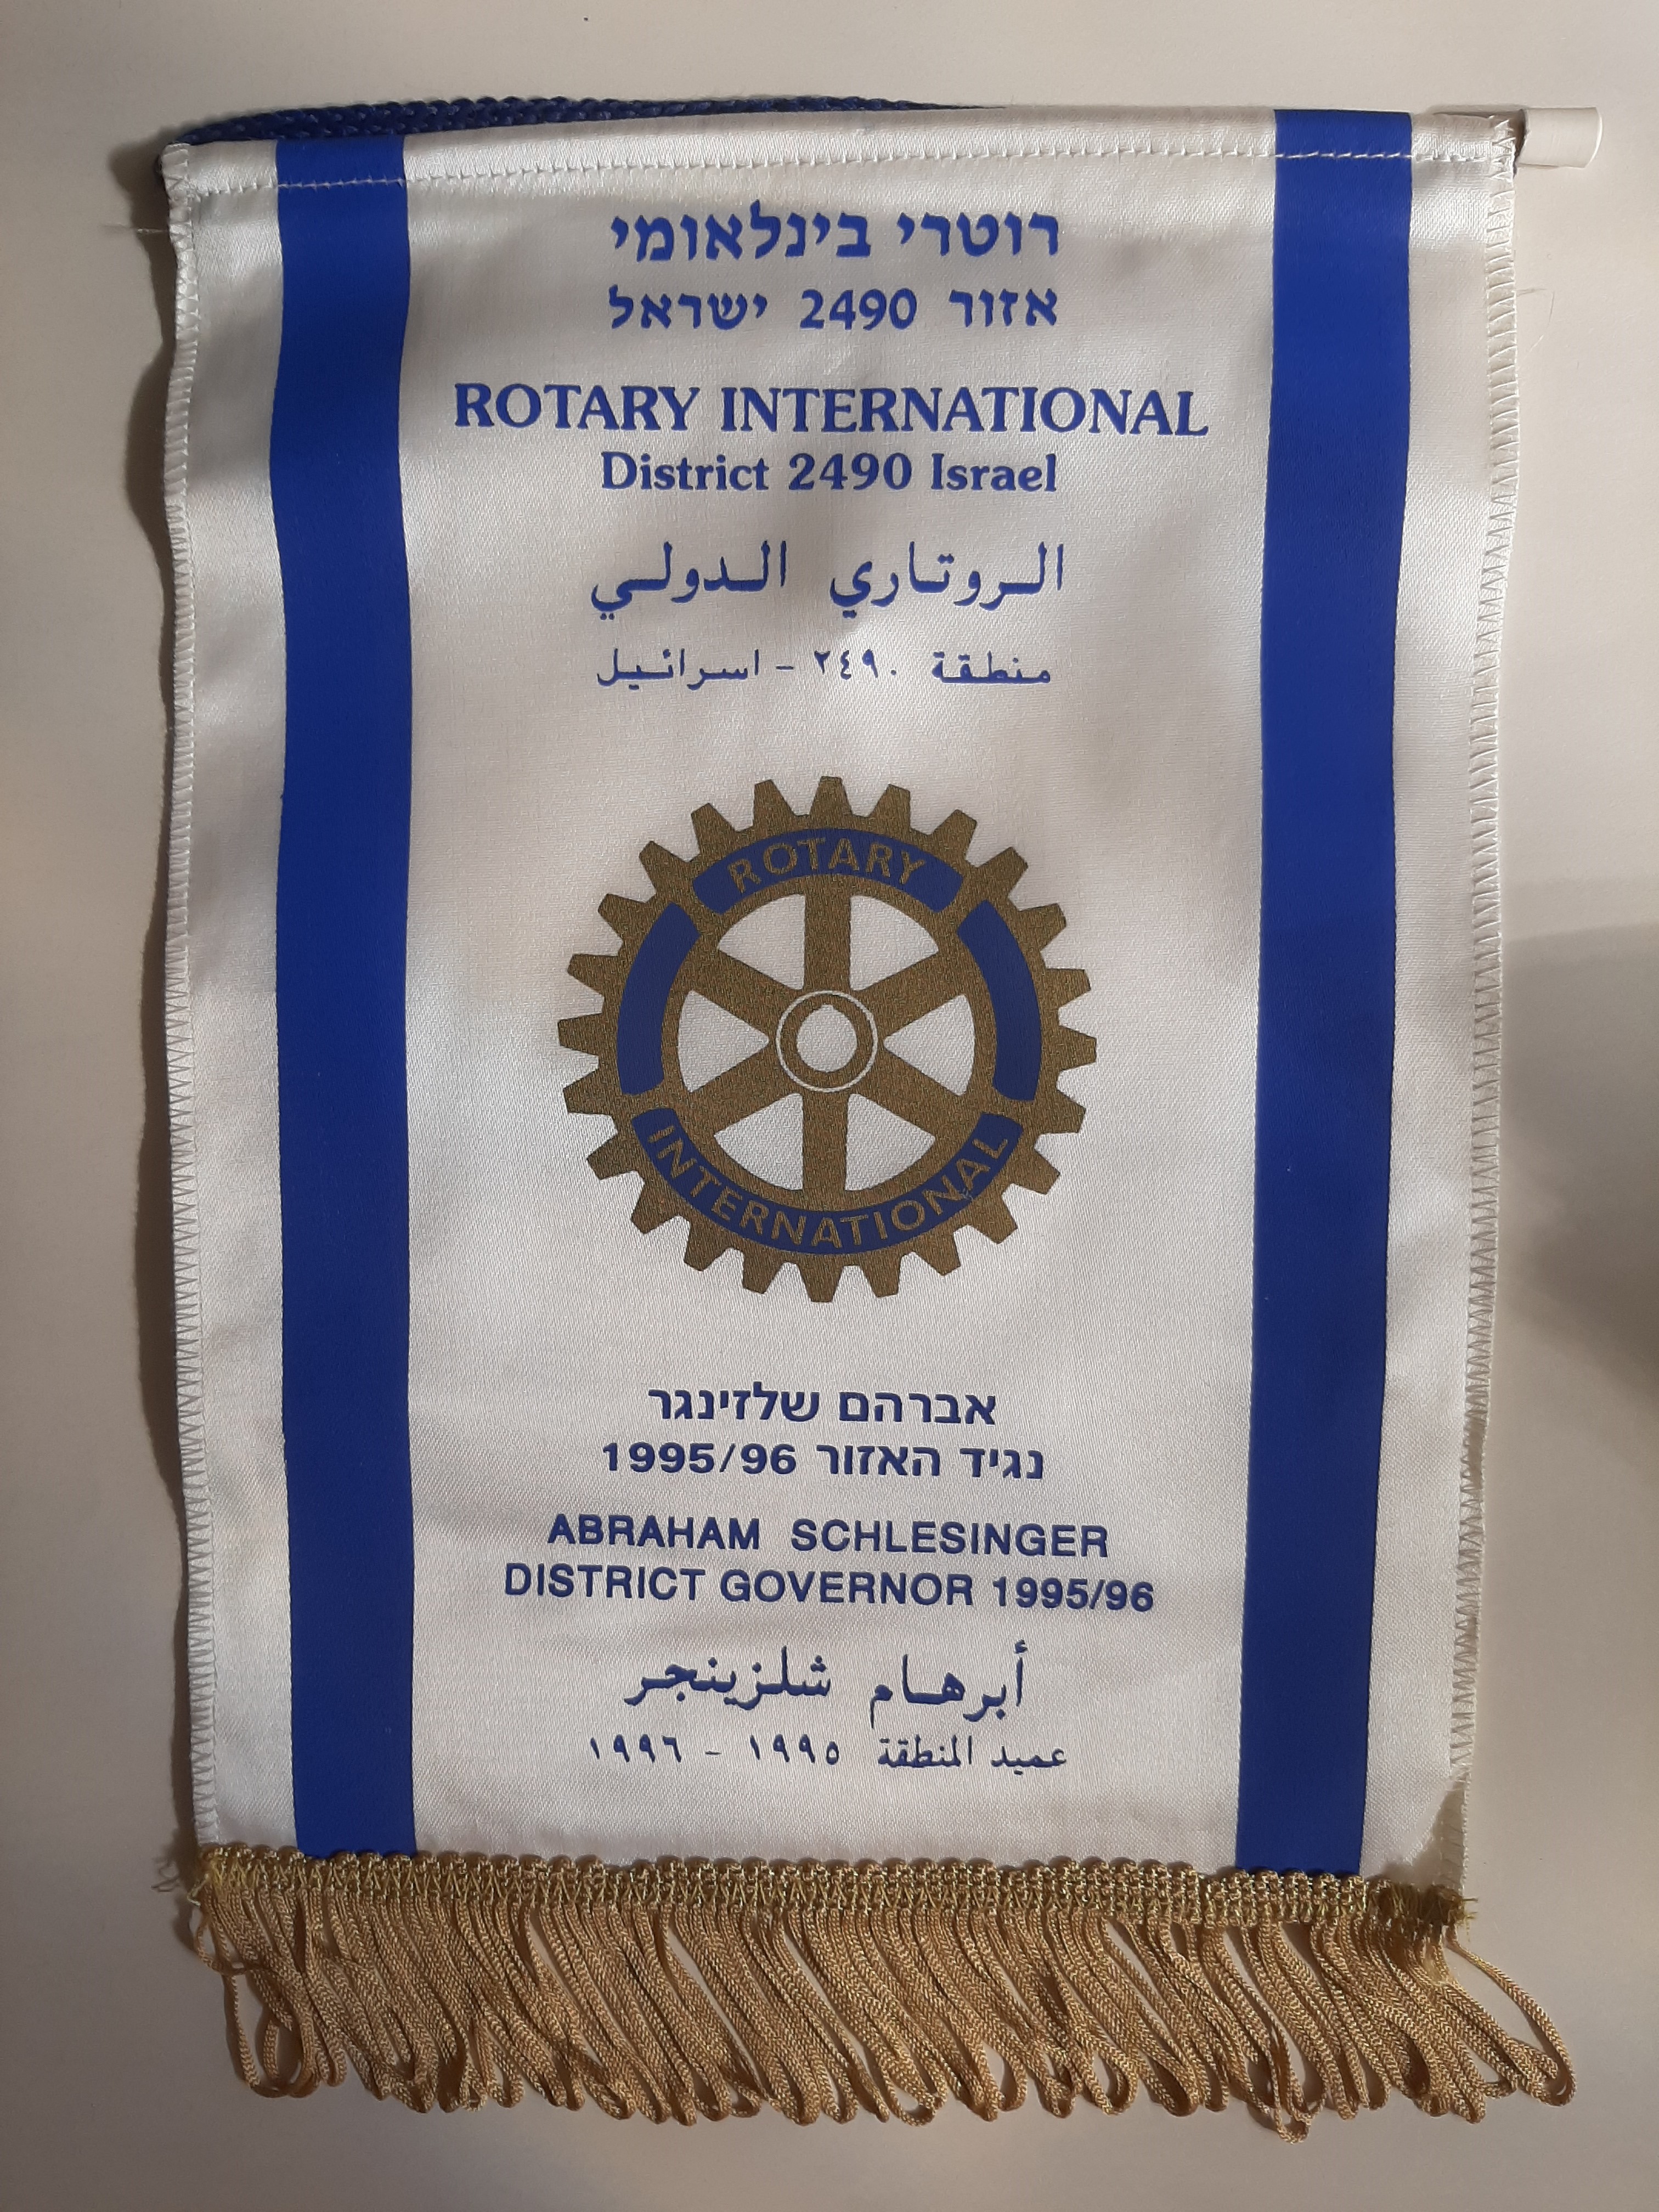 רוטרי בינלאומי
אזור 2490 ישראל
ROTARY INTERNATIONAL
District 2490 Israel
الروتاري الدولي
منطقة ٢٤٩٠ - اسرائيل
ROTARY
INTERNATIONAL
אברהם שלזינגר
נגיד האזור 1995/96
ABRAHAM SCHLESINGER
DISTRICT GOVERNOR 1995/96
أبرهام شلزينجر
عميد المنطقة ١٩٩٥ - ١٩٩٦